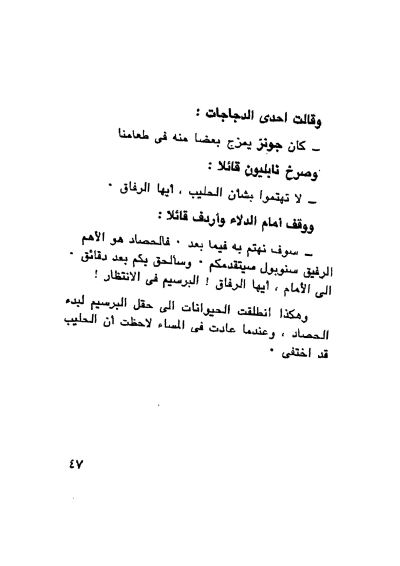 وقالت احدى الدجاجات :
– كان جونز يمزج بعضا منه فى طعامنا
وصرخ نابليون قائلا :
– لا تهتموا بشأن الحليب ، أيها الرفاق .
ووقف أمام الدلاء وأردف قائلا :
– سوف نهتم به فيما بعد . فالحصاد هو الأهم
الرفيق سنوبول سيتقدمكم . وسألحق بكم بعد دقائق .
الى الأمام ، أيها الرفاق ! البرسيم فى الانتظار !
وهكذا انطلقت الحيوانات الى حقل البرسيم لبدء
الحصاد ، وعندما عادت فى المساء لاحظت أن الحليب
قد اختفى .
٤٧